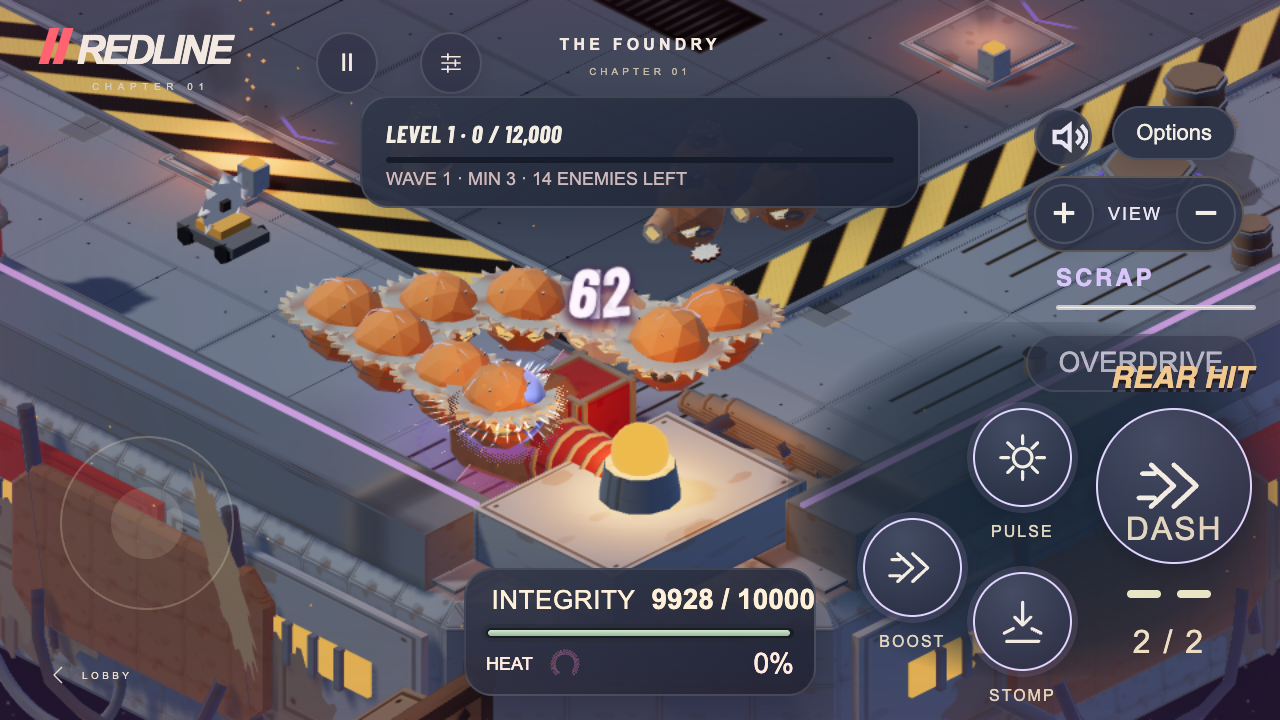 REDLINE
CHAPTER 01
THE FOUNDRY
CHAPTER 01
LEVEL 1 · 0 / 12,000
WAVE 1 · MIN 3 · 14 ENEMIES LEFT
Options
+ VIEW −
SCRAP
OVERDRIVE
REAR HIT
62
PULSE
DASH
BOOST
2 / 2
STOMP
INTEGRITY 9928 / 10000
HEAT 0%
LOBBY